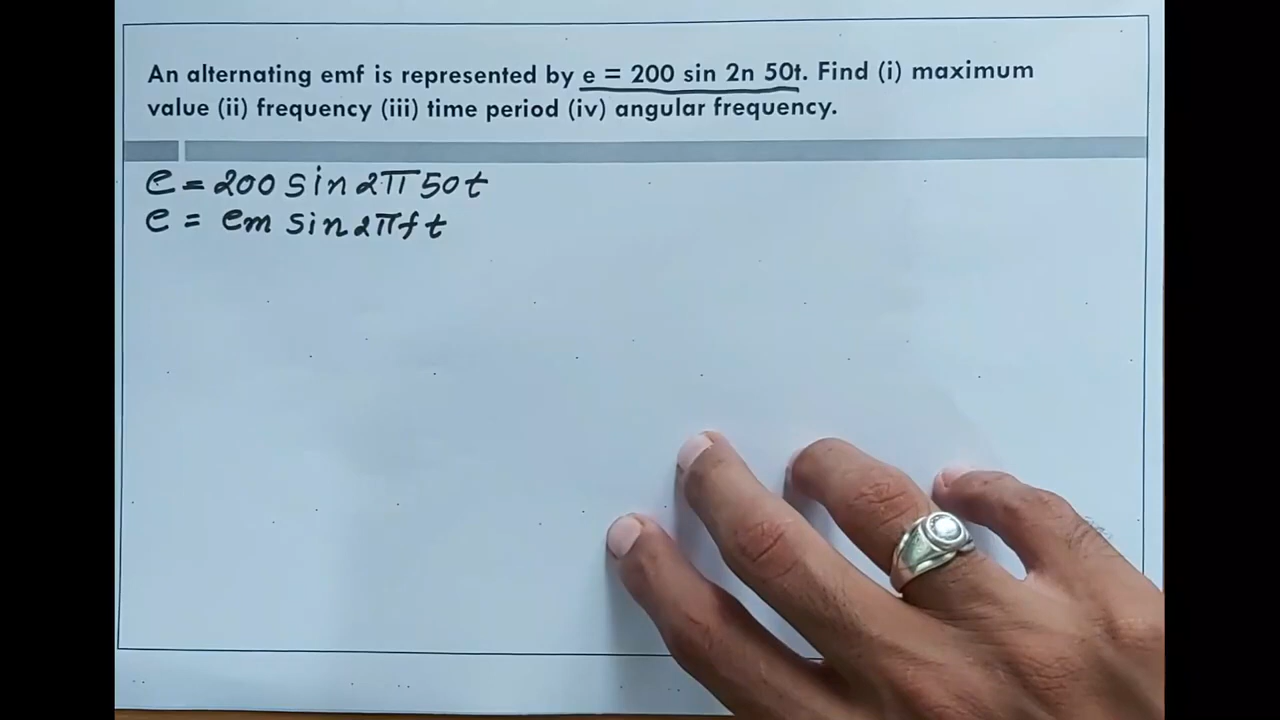 An alternating emf is represented by e = 200 sin 2n 50t. Find (i) maximum
value (ii) frequency (iii) time period (iv) angular frequency.
e = 200 sin 2π 50t
e = em sin 2πft